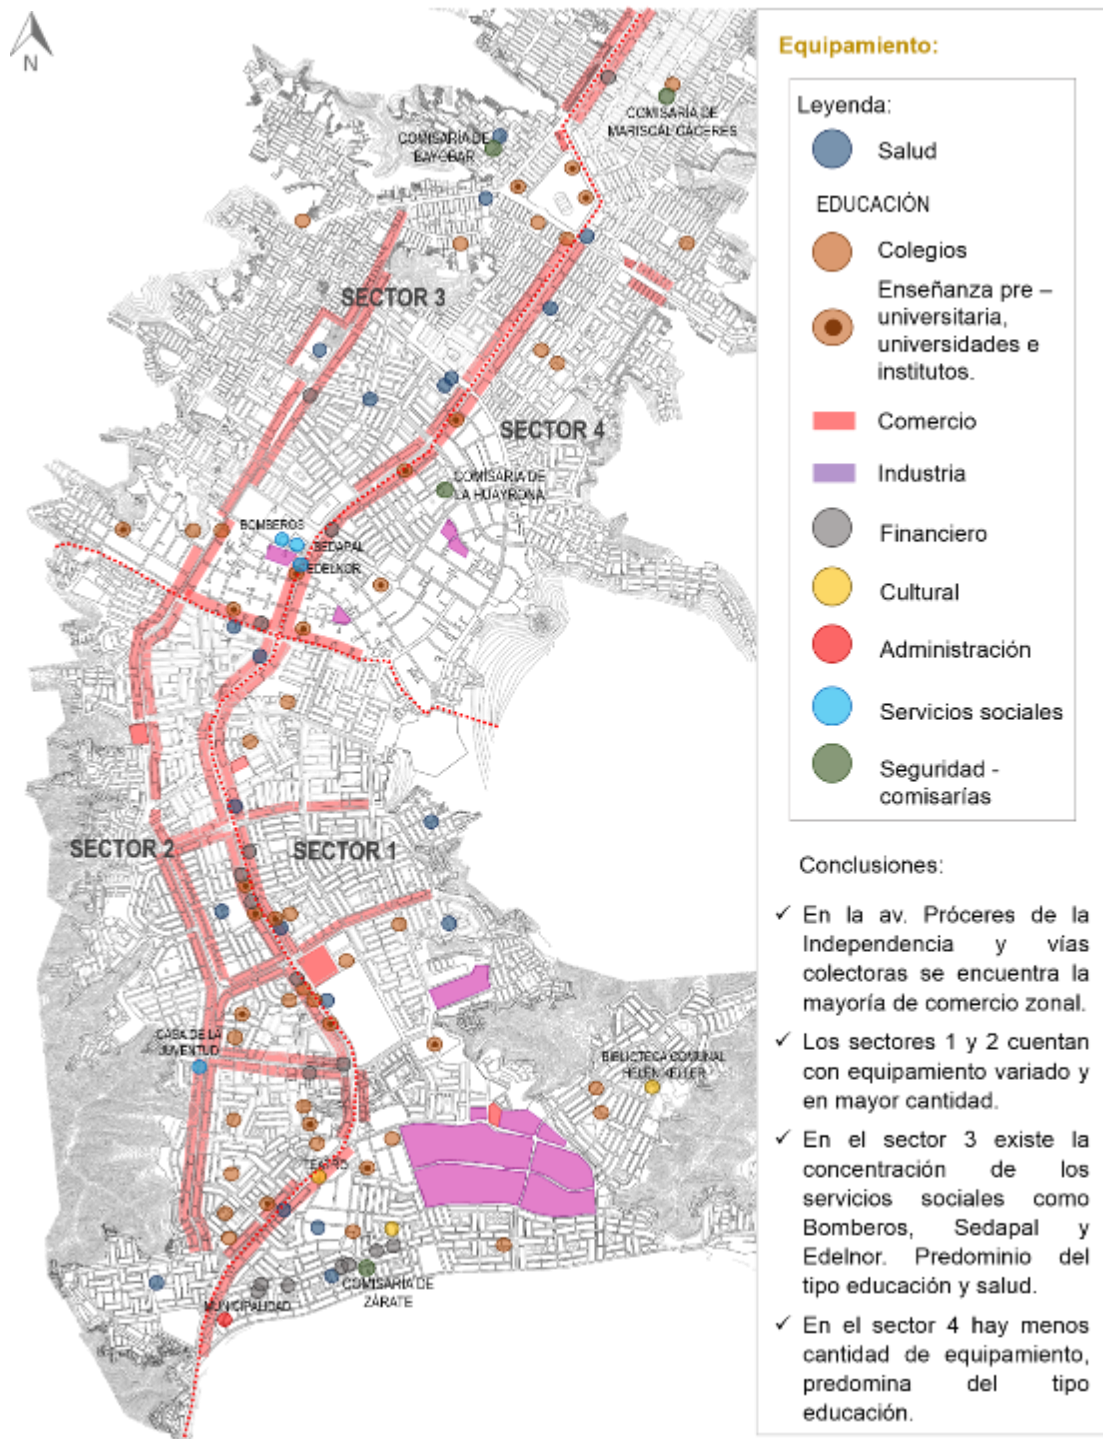 N
COMISARÍA DE
MARISCAL CÁCERES
COMISARÍA DE
BAYOBAR
SECTOR 3
SECTOR 4
COMISARÍA DE
LA HUAYRONA
BOMBEROS
SEDAPAL
EDELNOR
SECTOR 2
SECTOR 1
CASA DE LA
JUVENTUD
BIBLIOTECA COMUNAL
HELEN KELLER
TEATRO
COMISARÍA DE
ZÁRATE
MUNICIPALIDAD
Equipamiento:
Leyenda:
Salud
EDUCACIÓN
Colegios
Enseñanza pre –
universitaria,
universidades e
institutos.
Comercio
Industria
Financiero
Cultural
Administración
Servicios sociales
Seguridad -
comisarías
Conclusiones:
✓ En la av. Próceres de la
Independencia y vías
colectoras se encuentra la
mayoría de comercio zonal.
✓ Los sectores 1 y 2 cuentan
con equipamiento variado y
en mayor cantidad.
✓ En el sector 3 existe la
concentración de los
servicios sociales como
Bomberos, Sedapal y
Edelnor. Predominio del
tipo educación y salud.
✓ En el sector 4 hay menos
cantidad de equipamiento,
predomina del tipo
educación.